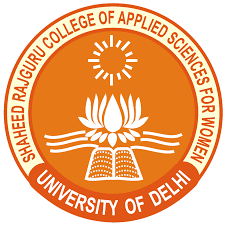 SHAHEED RAJGURU COLLEGE OF APPLIED SCIENCES FOR WOMEN
UNIVERSITY OF DELHI